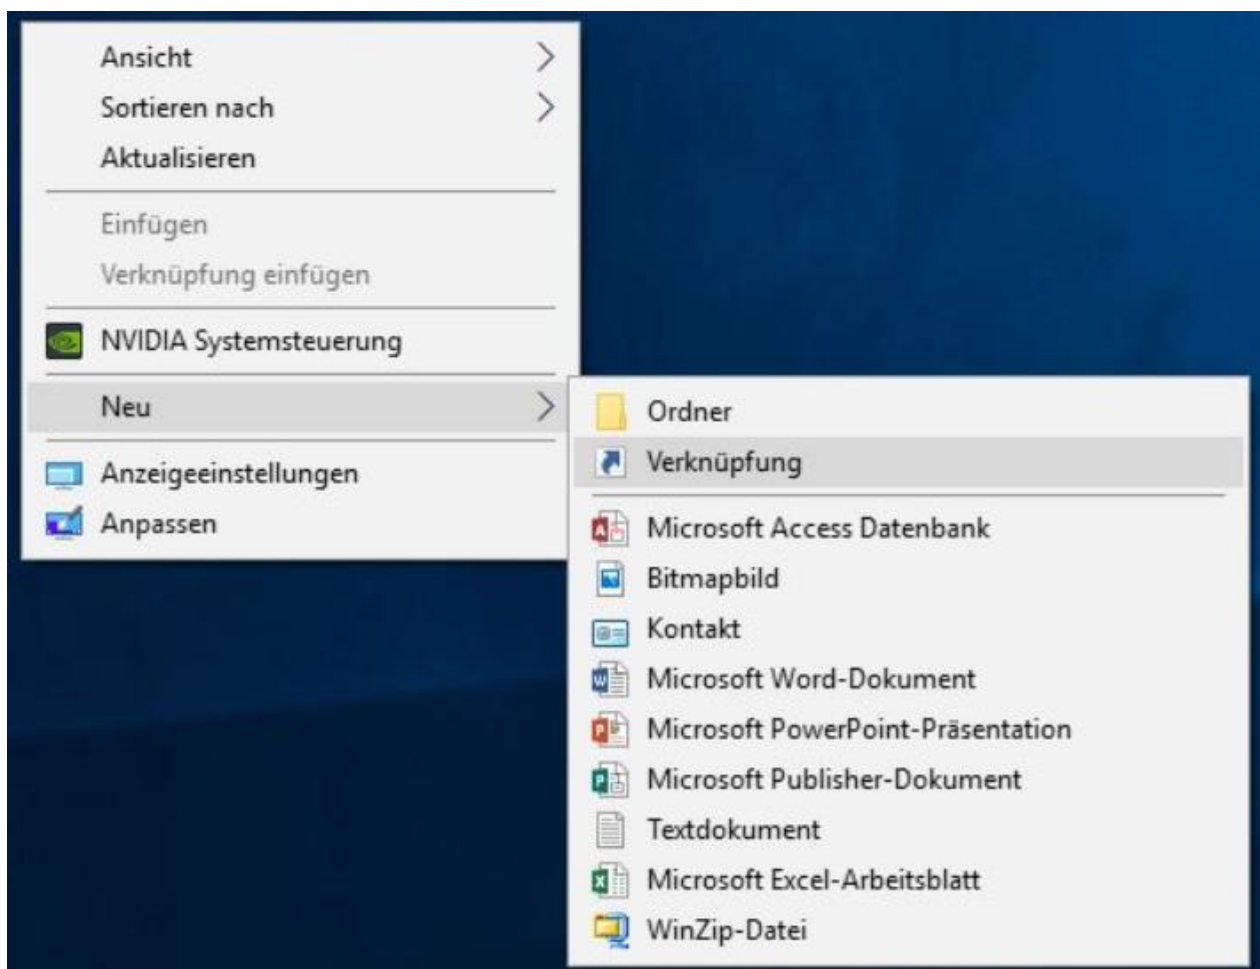 Ansicht
Sortieren nach
Aktualisieren
Einfügen
Verknüpfung einfügen
NVIDIA Systemsteuerung
Neu
Anzeigeeinstellungen
Anpassen
Ordner
Verknüpfung
Microsoft Access Datenbank
Bitmapbild
Kontakt
Microsoft Word-Dokument
Microsoft PowerPoint-Präsentation
Microsoft Publisher-Dokument
Textdokument
Microsoft Excel-Arbeitsblatt
WinZip-Datei